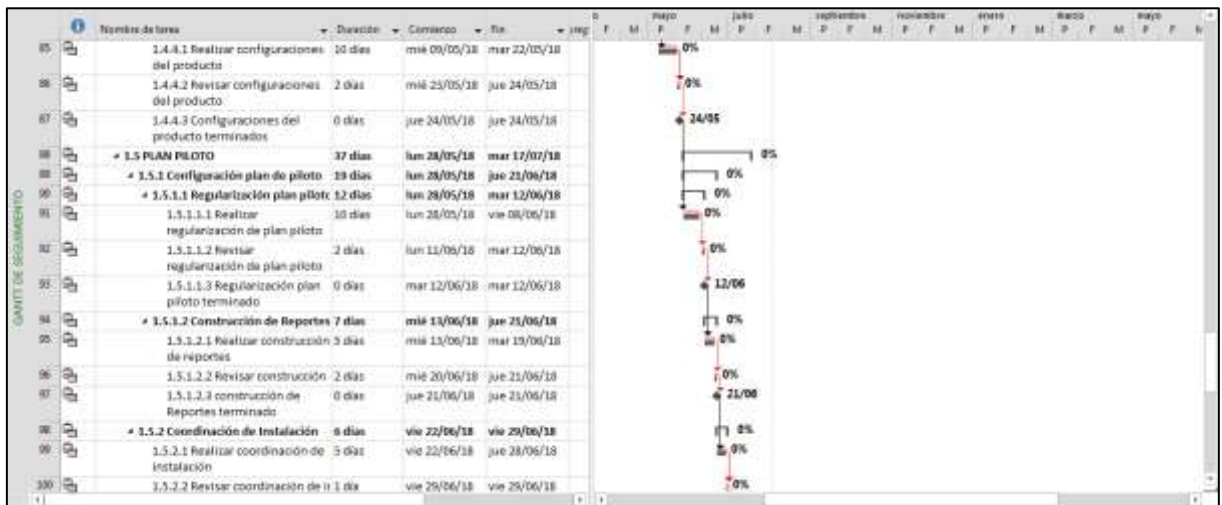 mayo julio septiembre noviembre enero marzo mayo
Nombre de tarea Duración Comienzo Fin
F M P F M P F M P F M P F M P F M P F
85 1.4.4.1 Realizar configuraciones 10 días mié 09/05/18 mar 22/05/18 0%
del producto
86 1.4.4.2 Revisar configuraciones 2 días mié 23/05/18 jue 24/05/18 0%
del producto
87 1.4.4.3 Configuraciones del 0 días jue 24/05/18 jue 24/05/18 24/05
producto terminados
88 1.5 PLAN PILOTO 37 días lun 28/05/18 mar 17/07/18 0%
89 1.5.1 Configuración plan de piloto 19 días lun 28/05/18 jue 21/06/18 0%
90 1.5.1.1 Regularización plan pilotc 12 días lun 28/05/18 mar 12/06/18 0%
91 1.5.1.1.1 Realizar 10 días lun 28/05/18 vie 08/06/18 0%
regularización de plan piloto
92 1.5.1.1.2 Revisar 2 días lun 11/06/18 mar 12/06/18 0%
regularización de plan piloto
93 1.5.1.1.3 Regularización plan 0 días mar 12/06/18 mar 12/06/18 12/06
piloto terminado
94 1.5.1.2 Construcción de Reportes 7 días mié 13/06/18 jue 21/06/18 0%
95 1.5.1.2.1 Realizar construcción 5 días mié 13/06/18 mar 19/06/18 0%
de reportes
96 1.5.1.2.2 Revisar construcción 2 días mié 20/06/18 jue 21/06/18 0%
97 1.5.1.2.3 construcción de 0 días jue 21/06/18 jue 21/06/18 21/06
Reportes terminado
98 1.5.2 Coordinación de Instalación 6 días vie 22/06/18 vie 29/06/18 0%
99 1.5.2.1 Realizar coordinación de 5 días vie 22/06/18 jue 28/06/18 0%
instalación
100 1.5.2.2 Revisar coordinación de 1 día vie 29/06/18 vie 29/06/18 0%
GANTT DE SEGUIMIENTO